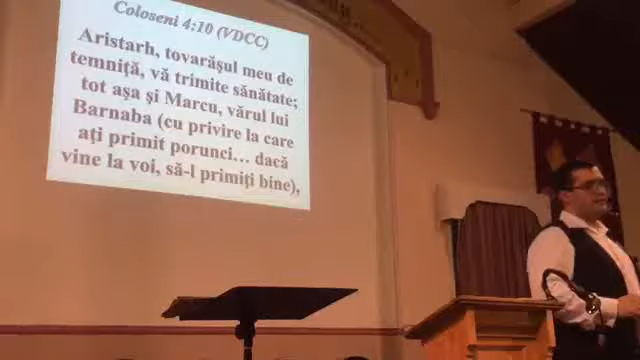 Coloseni 4:10 (VDCC)
Aristarh, tovarăşul meu de
temniţă, vă trimite sănătate;
tot aşa şi Marcu, vărul lui
Barnaba (cu privire la care
aţi primit porunci... dacă
vine la voi, să-l primiţi bine),